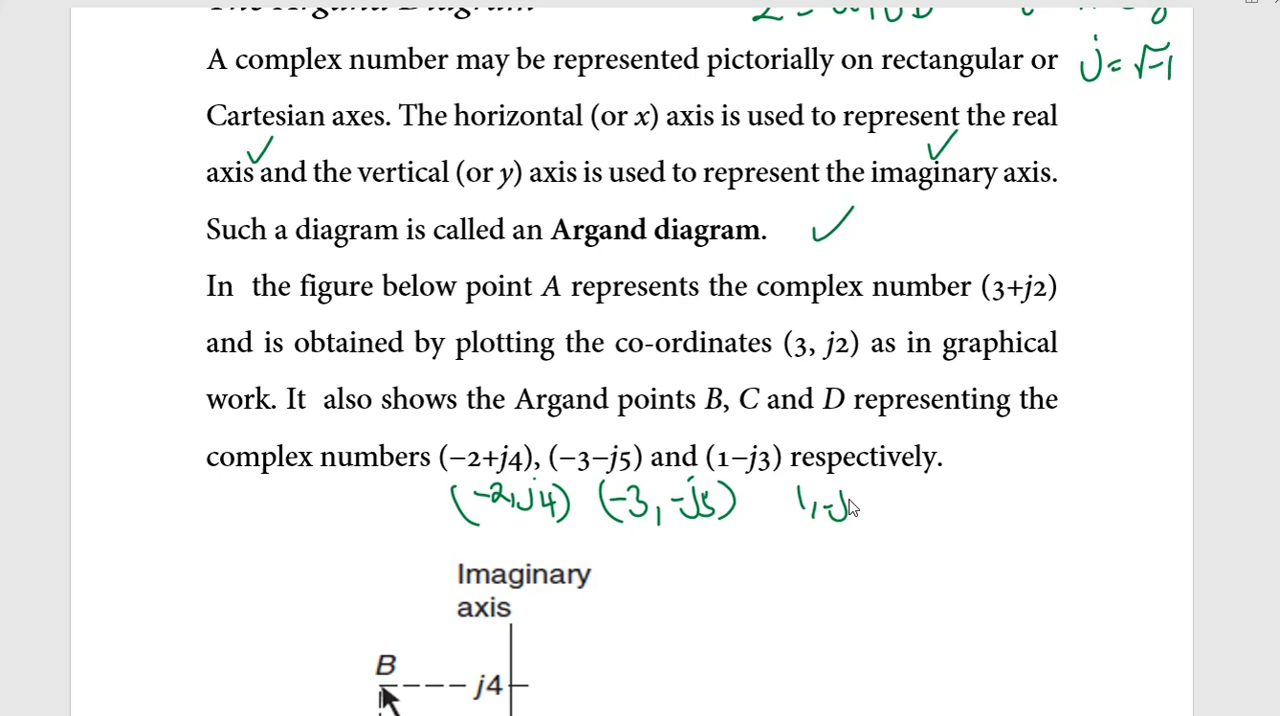 The Argand Diagram
j = √-1
A complex number may be represented pictorially on rectangular or
Cartesian axes. The horizontal (or x) axis is used to represent the real
axis and the vertical (or y) axis is used to represent the imaginary axis.
Such a diagram is called an Argand diagram.
In the figure below point A represents the complex number (3+j2)
and is obtained by plotting the co-ordinates (3, j2) as in graphical
work. It also shows the Argand points B, C and D representing the
complex numbers (−2+j4), (−3−j5) and (1−j3) respectively.
(-2, j4) (-3, -j5) 1, -j
Imaginary
axis
B
j4